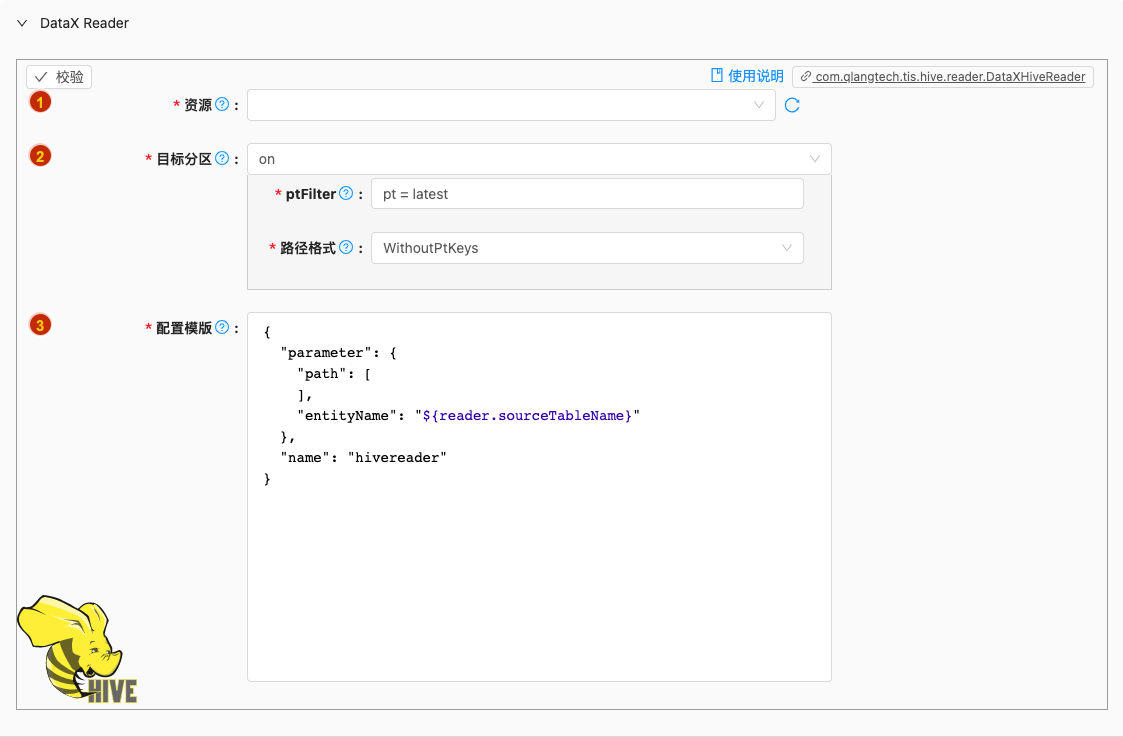 DataX Reader
校验
使用说明 com.qlangtech.tis.hive.reader.DataXHiveReader
1 * 资源 ? :
2 * 目标分区 ? : on
* ptFilter ? : pt = latest
* 路径格式 ? : WithoutPtKeys
3 * 配置模版 ? :
{
"parameter": {
"path": [
],
"entityName": "${reader.sourceTableName}"
},
"name": "hivereader"
}
HIVE